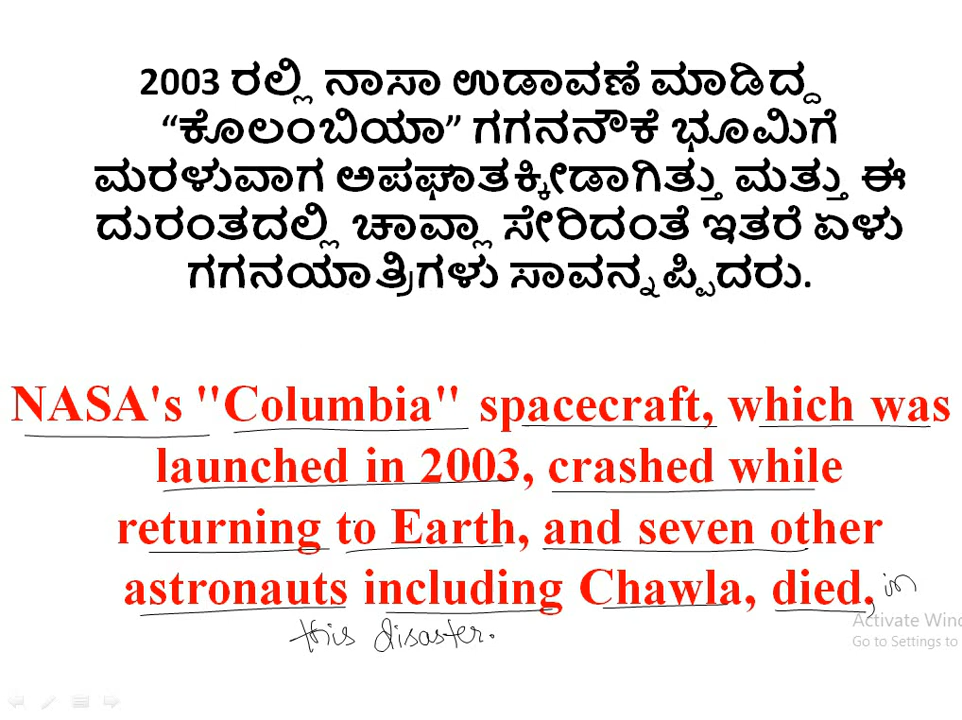 2003 ರಲ್ಲಿ ನಾಸಾ ಉಡಾವಣೆ ಮಾಡಿದ್ದ
“ಕೊಲಂಬಿಯಾ” ಗಗನನೌಕೆ ಭೂಮಿಗೆ
ಮರಳುವಾಗ ಅಪಘಾತಕ್ಕೀಡಾಗಿತ್ತು ಮತ್ತು ಈ
ದುರಂತದಲ್ಲಿ ಚಾವ್ಲಾ ಸೇರಿದಂತೆ ಇತರೆ ಏಳು
ಗಗನಯಾತ್ರಿಗಳು ಸಾವನ್ನಪ್ಪಿದರು.
NASA's "Columbia" spacecraft, which was
launched in 2003, crashed while
returning to Earth, and seven other
astronauts including Chawla, died, in
this disaster.
Activate Wind
Go to Settings to